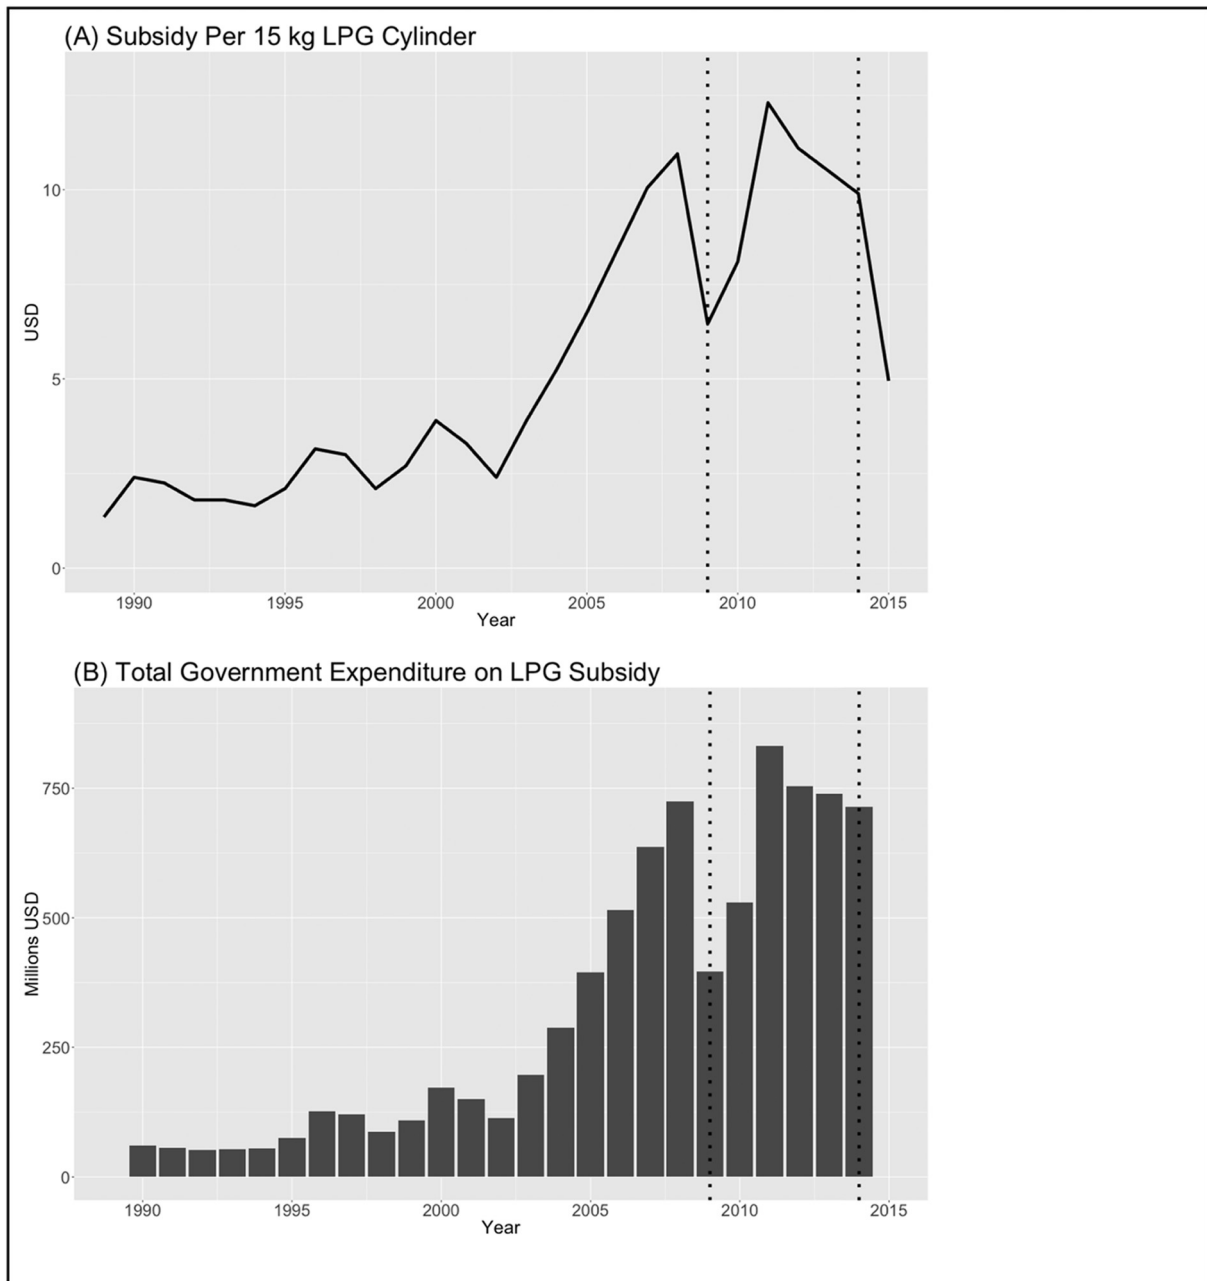 (A) Subsidy Per 15 kg LPG Cylinder
10
5
0
USD
1990 1995 2000 2005 2010 2015
Year
(B) Total Government Expenditure on LPG Subsidy
750
500
250
0
Millions USD
1990 1995 2000 2005 2010 2015
Year